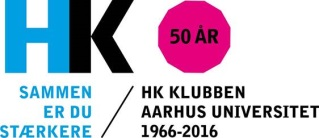 HK
50 ÅR
SAMMEN
ER DU
STÆRKERE
HK KLUBBEN
AARHUS UNIVERSITET
1966-2016